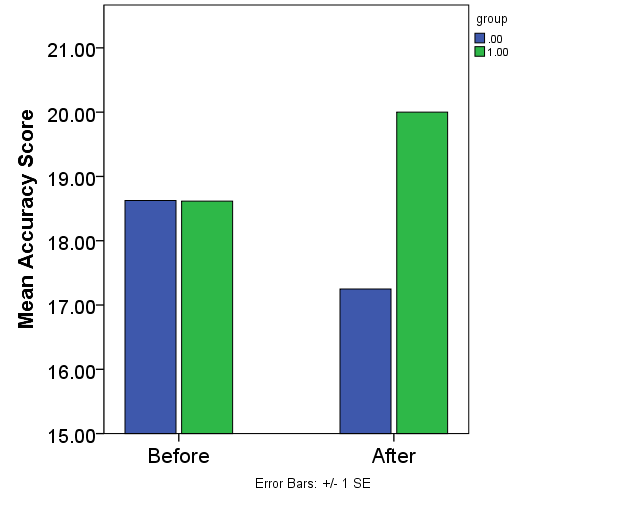 group
.00
1.00
21.00
20.00
19.00
18.00
17.00
16.00
15.00
Mean Accuracy Score
Before After
Error Bars: +/- 1 SE